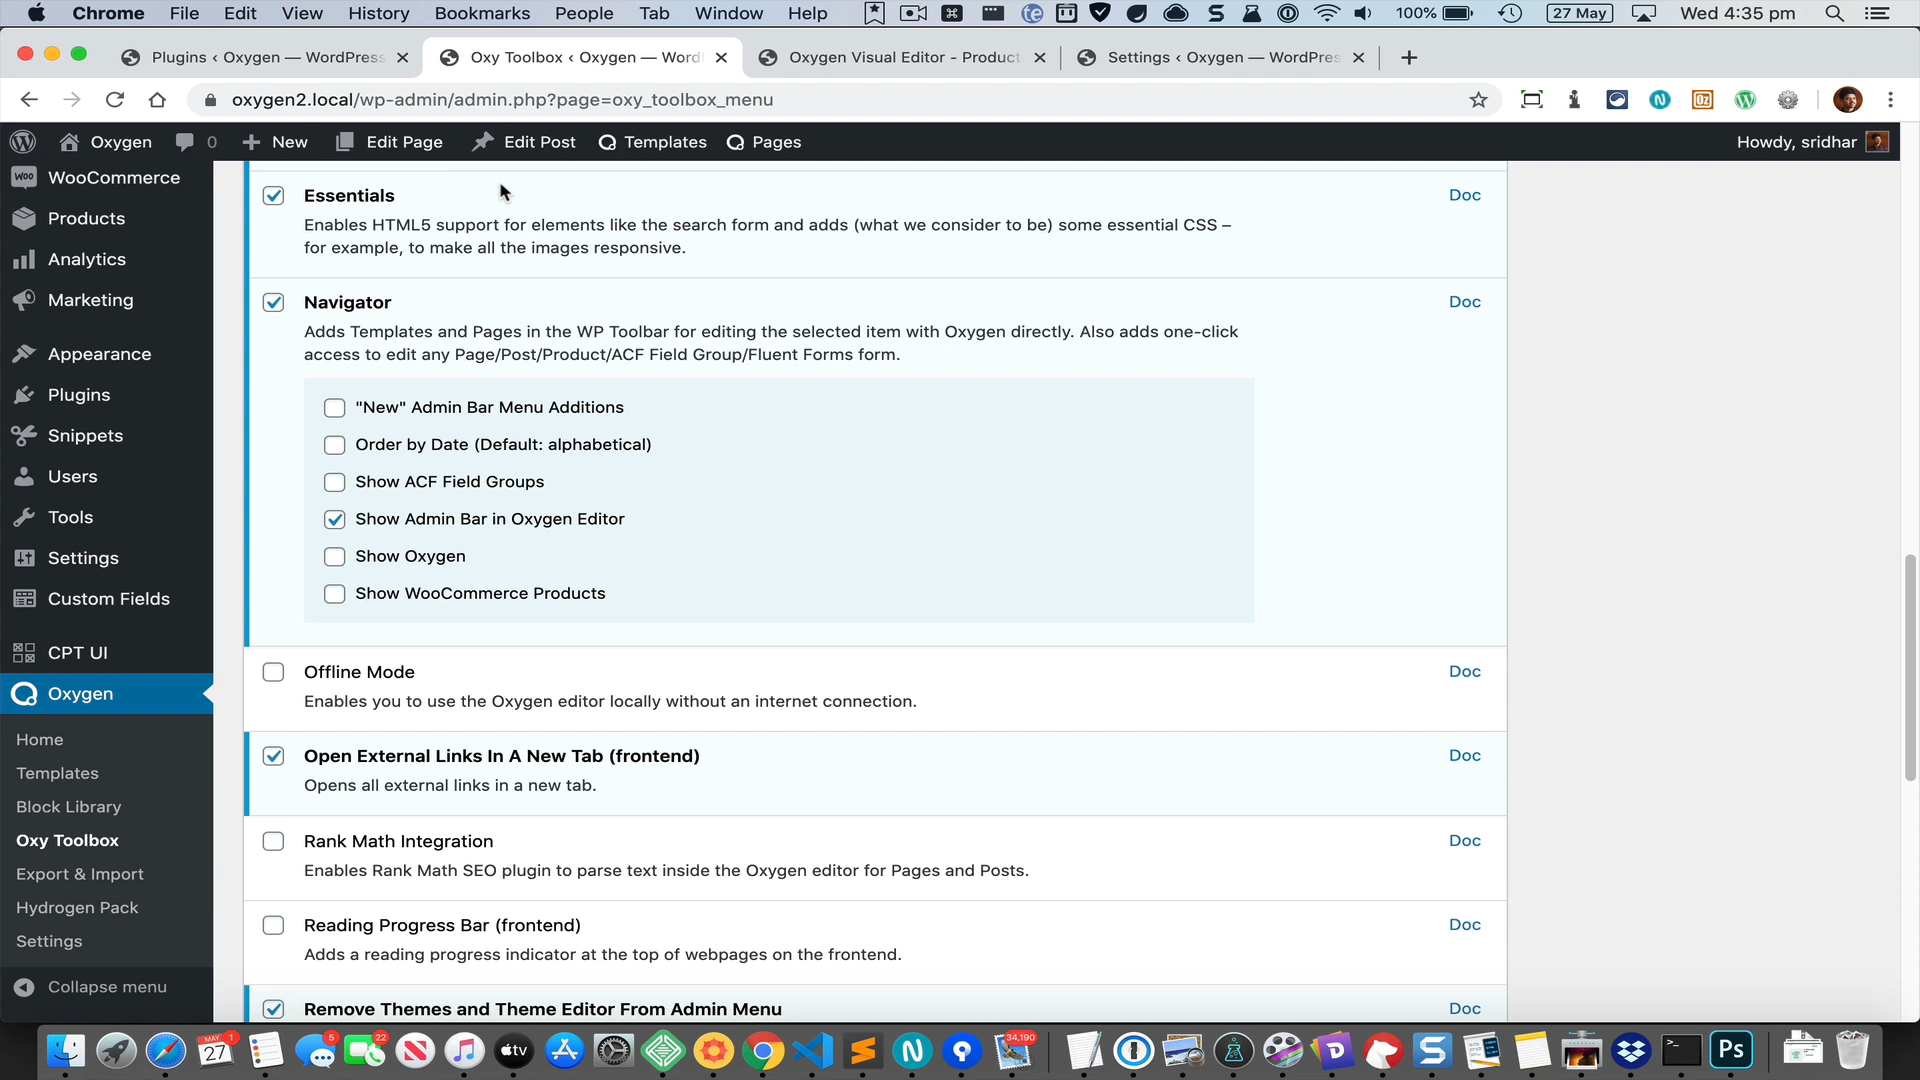 Chrome File Edit View History Bookmarks People Tab Window Help 100% 27 May Wed 4:35 pm
Plugins ‹ Oxygen — WordPress
Oxy Toolbox ‹ Oxygen — Word
Oxygen Visual Editor - Product
Settings ‹ Oxygen — WordPres
oxygen2.local/wp-admin/admin.php?page=oxy_toolbox_menu
Oxygen 0 New Edit Page Edit Post Templates Pages Howdy, sridhar
WooCommerce
Products
Analytics
Marketing
Appearance
Plugins
Snippets
Users
Tools
Settings
Custom Fields
CPT UI
Oxygen
Home
Templates
Block Library
Oxy Toolbox
Export & Import
Hydrogen Pack
Settings
Collapse menu
Essentials Doc
Enables HTML5 support for elements like the search form and adds (what we consider to be) some essential CSS –
for example, to make all the images responsive.
Navigator Doc
Adds Templates and Pages in the WP Toolbar for editing the selected item with Oxygen directly. Also adds one-click
access to edit any Page/Post/Product/ACF Field Group/Fluent Forms form.
"New" Admin Bar Menu Additions
Order by Date (Default: alphabetical)
Show ACF Field Groups
Show Admin Bar in Oxygen Editor
Show Oxygen
Show WooCommerce Products
Offline Mode Doc
Enables you to use the Oxygen editor locally without an internet connection.
Open External Links In A New Tab (frontend) Doc
Opens all external links in a new tab.
Rank Math Integration Doc
Enables Rank Math SEO plugin to parse text inside the Oxygen editor for Pages and Posts.
Reading Progress Bar (frontend) Doc
Adds a reading progress indicator at the top of webpages on the frontend.
Remove Themes and Theme Editor From Admin Menu Doc
MAY 27 1 5 22 tv 34,190 Ps